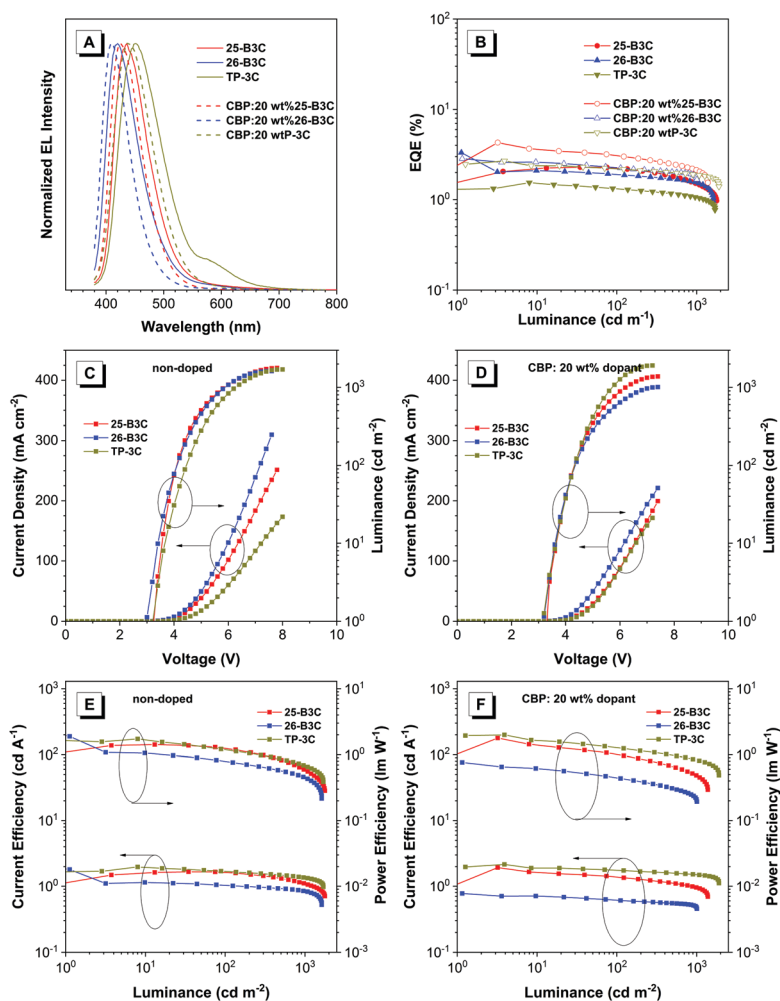 A
25-B3C
26-B3C
TP-3C
CBP:20 wt%25-B3C
CBP:20 wt%26-B3C
CBP:20 wtP-3C
Normalized EL Intensity
400 500 600 700 800
Wavelength (nm)
B
25-B3C
26-B3C
TP-3C
CBP:20 wt%25-B3C
CBP:20 wt%26-B3C
CBP:20 wtP-3C
EQE (%)
10²
10¹
10⁰
10⁻¹
10⁰ 10¹ 10² 10³
Luminance (cd m⁻¹)
C
non-doped
25-B3C
26-B3C
TP-3C
Current Density (mA cm⁻²)
400
300
200
100
0
Luminance (cd m⁻²)
10³
10²
10¹
10⁰
0 2 4 6 8 10
Voltage (V)
D
CBP: 20 wt% dopant
25-B3C
26-B3C
TP-3C
Current Density (mA cm⁻²)
400
300
200
100
0
Luminance (cd m⁻²)
10³
10²
10¹
10⁰
0 2 4 6 8 10
Voltage (V)
E
non-doped
25-B3C
26-B3C
TP-3C
Current Efficiency (cd A⁻¹)
10³
10²
10¹
10⁰
10⁻¹
Power Efficiency (lm W⁻¹)
10¹
10⁰
10⁻¹
10⁻²
10⁻³
10⁰ 10¹ 10² 10³
Luminance (cd m⁻²)
F
CBP: 20 wt% dopant
25-B3C
26-B3C
TP-3C
Current Efficiency (cd A⁻¹)
10³
10²
10¹
10⁰
10⁻¹
Power Efficiency (lm W⁻¹)
10¹
10⁰
10⁻¹
10⁻²
10⁻³
10⁰ 10¹ 10² 10³
Luminance (cd m⁻²)